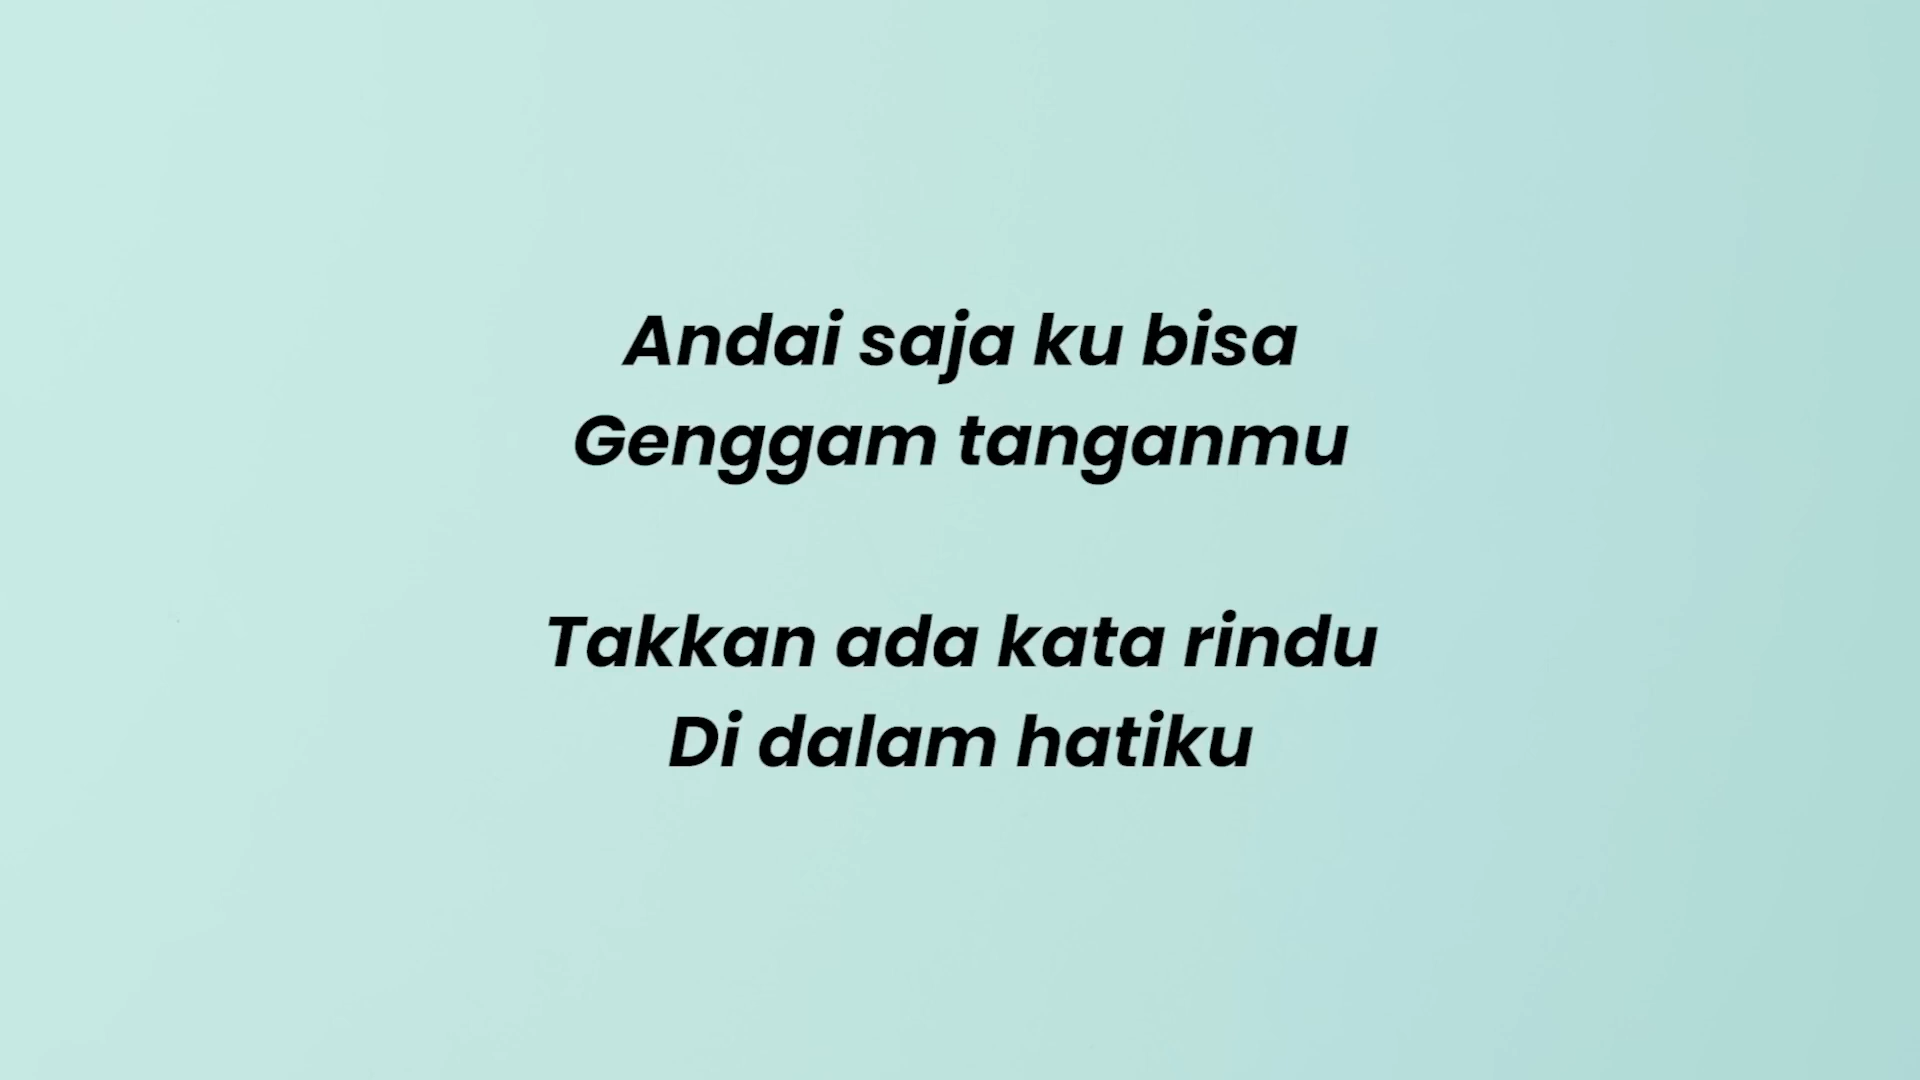 Andai saja ku bisa
Genggam tanganmu
Takkan ada kata rindu
Di dalam hatiku